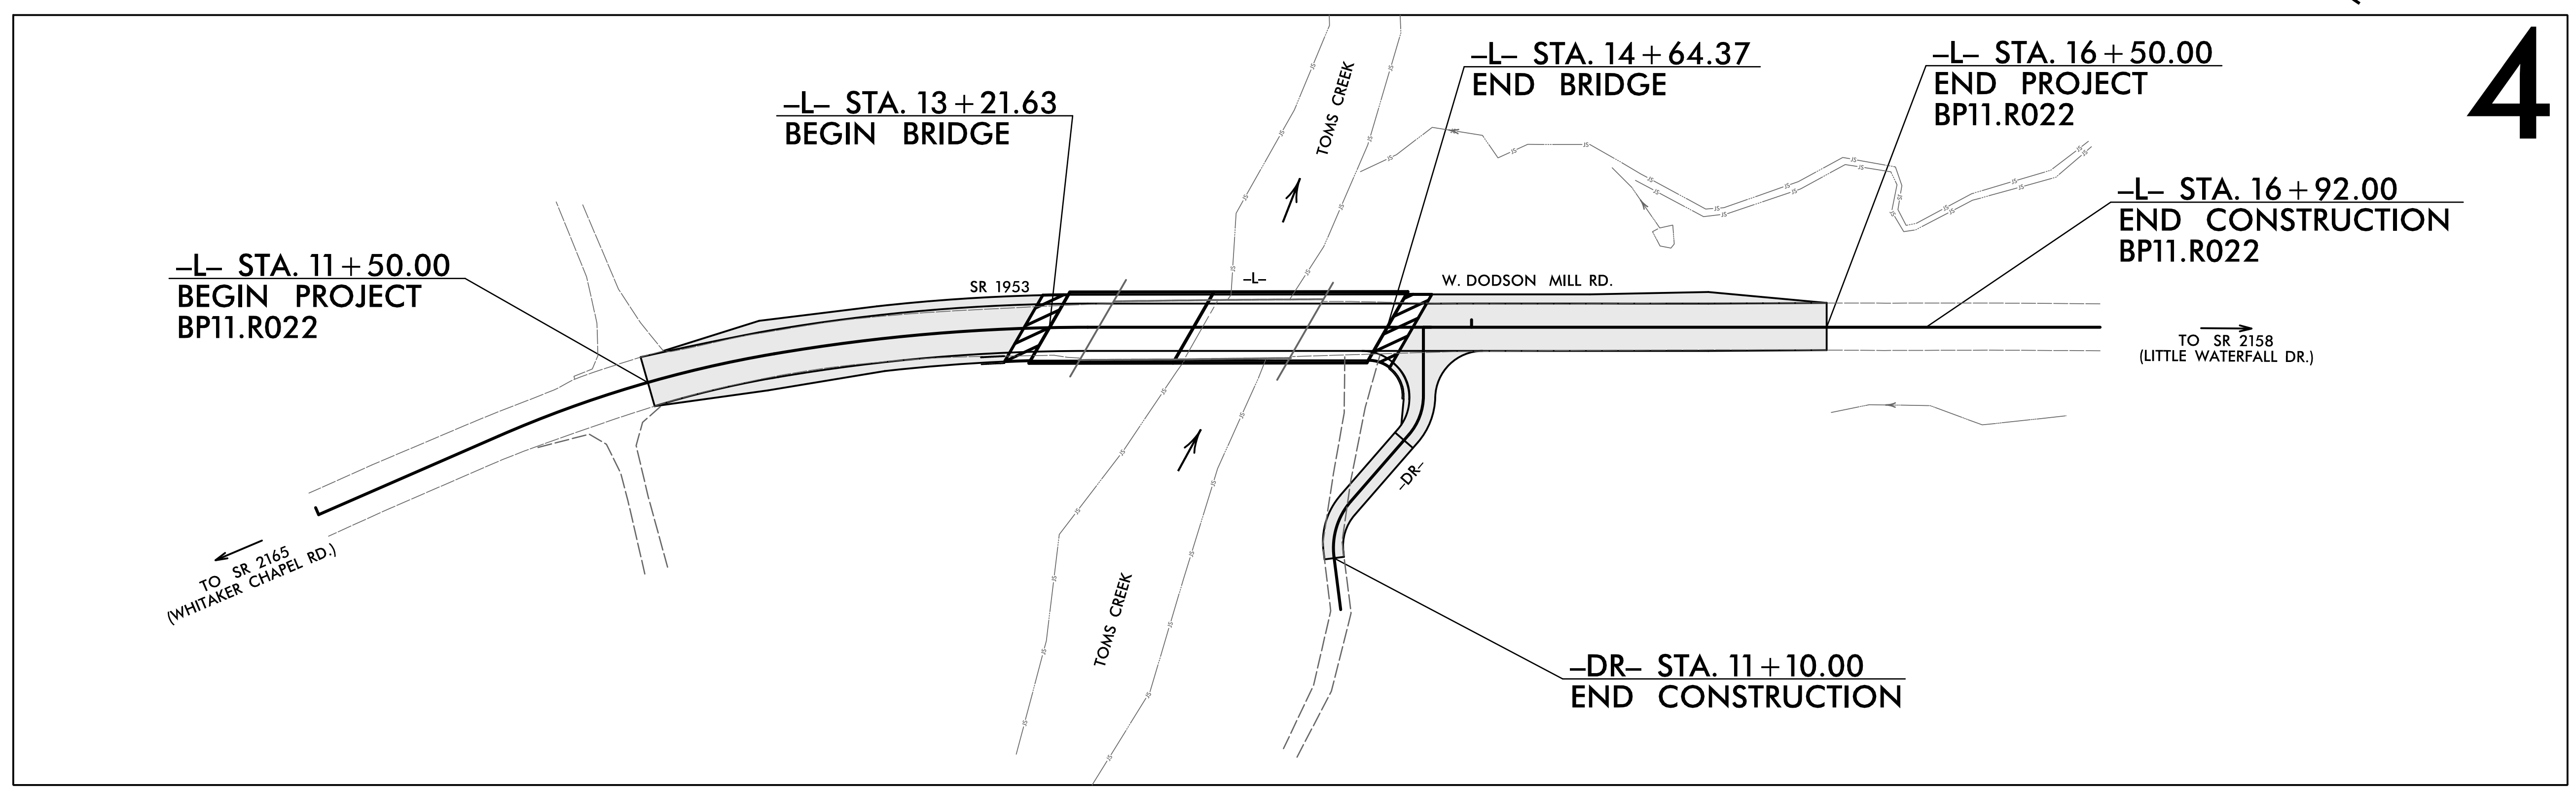 4
–L– STA. 14+64.37
END BRIDGE
–L– STA. 16+50.00
END PROJECT
BP11.R022
–L– STA. 13+21.63
BEGIN BRIDGE
TOMS CREEK
–L– STA. 16+92.00
END CONSTRUCTION
BP11.R022
–L– STA. 11+50.00
BEGIN PROJECT
BP11.R022
SR 1953
–L–
W. DODSON MILL RD.
TO SR 2158
(LITTLE WATERFALL DR.)
–DR–
TO SR 2165
(WHITAKER CHAPEL RD.)
TOMS CREEK
–DR– STA. 11+10.00
END CONSTRUCTION